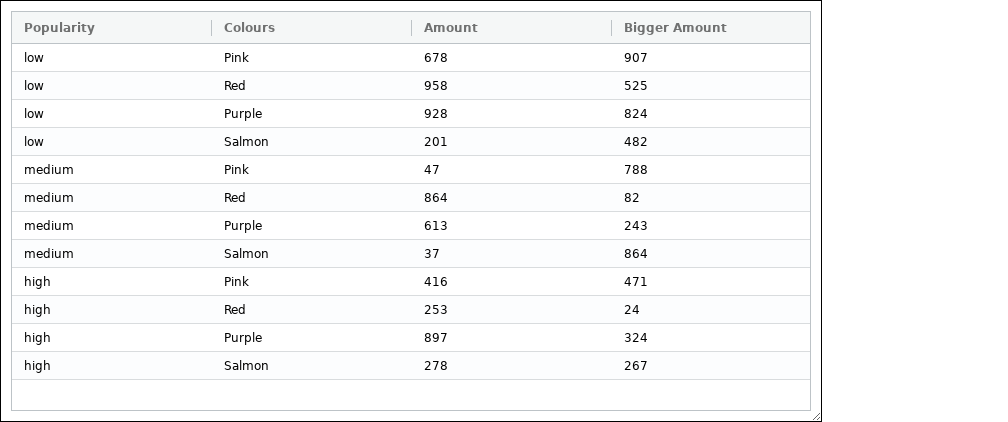 Popularity Colours Amount Bigger Amount
low Pink 678 907
low Red 958 525
low Purple 928 824
low Salmon 201 482
medium Pink 47 788
medium Red 864 82
medium Purple 613 243
medium Salmon 37 864
high Pink 416 471
high Red 253 24
high Purple 897 324
high Salmon 278 267